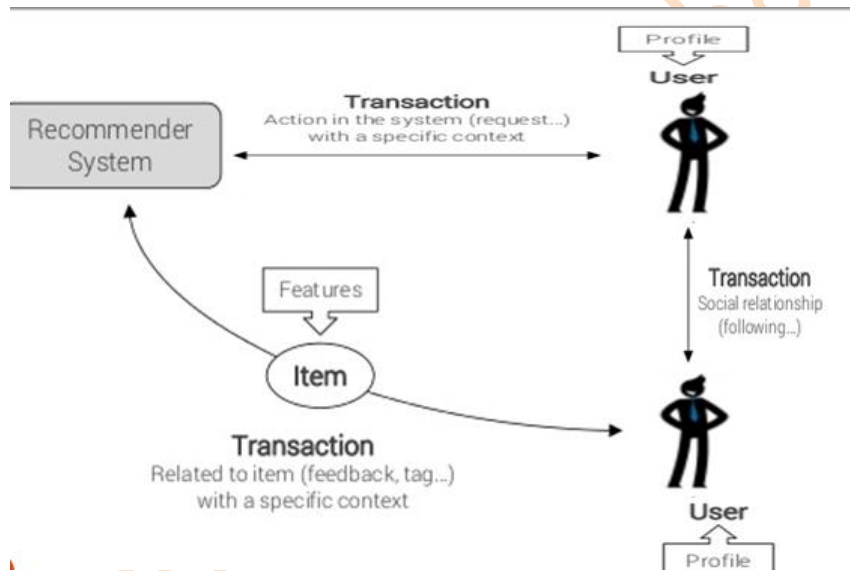 Profile
User
Transaction
Action in the system (request...)
with a specific context
Recommender
System
Transaction
Social relationship
(following...)
Features
Item
Transaction
Related to item (feedback, tag...)
with a specific context
User
Profile